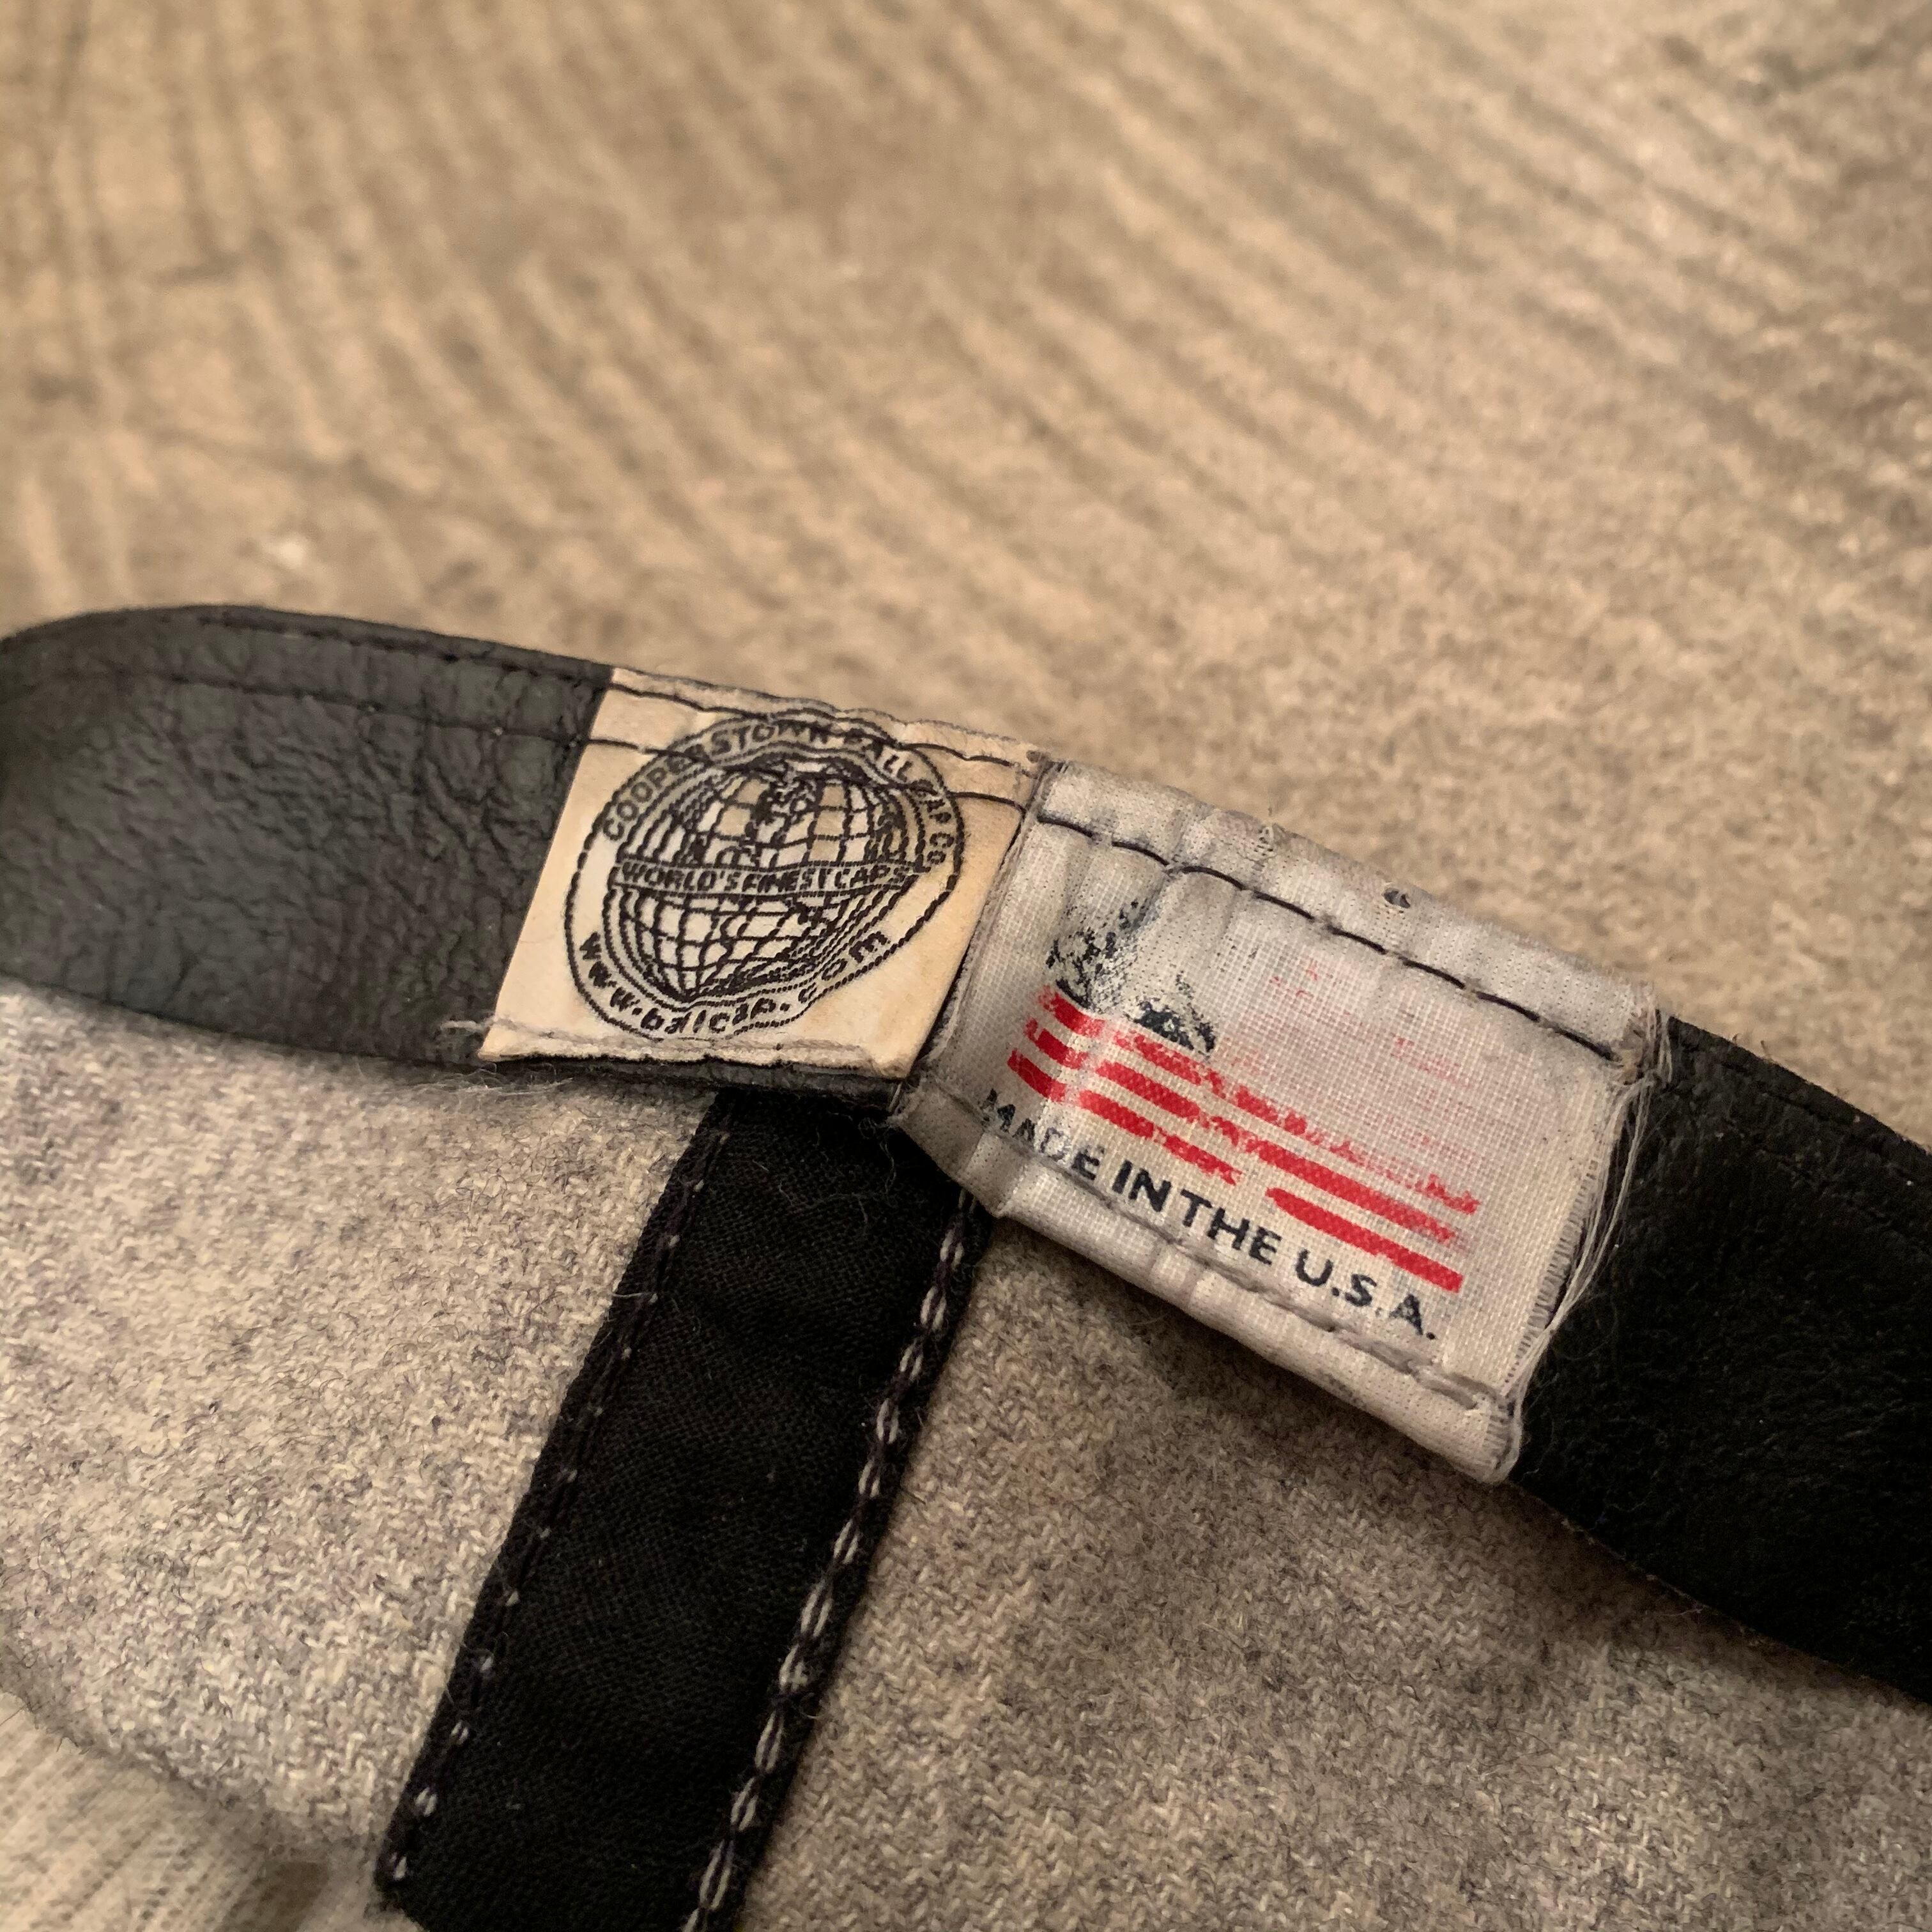 COOPERSTOWN BALL CAP Co
WORLD'S FINEST CAPS
www.ballcap.com
MADE IN THE U.S.A.